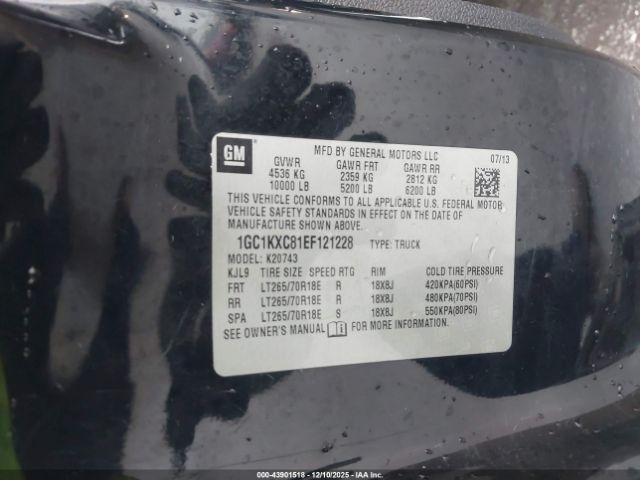 GM
MFD BY GENERAL MOTORS LLC 07/13
GVWR GAWR FRT GAWR RR
4536 KG 2359 KG 2812 KG
10000 LB 5200 LB 6200 LB
THIS VEHICLE CONFORMS TO ALL APPLICABLE U.S. FEDERAL MOTOR
VEHICLE SAFETY STANDARDS IN EFFECT ON THE DATE OF
MANUFACTURE SHOWN ABOVE.
1GC1KXC81EF121228 TYPE: TRUCK
MODEL: K20743
KJL9 TIRE SIZE SPEED RTG RIM COLD TIRE PRESSURE
FRT LT265/70R18E R 18X8J 420KPA(60PSI)
RR LT265/70R18E R 18X8J 480KPA(70PSI)
SPA LT265/70R18E S 18X8J 550KPA(80PSI)
SEE OWNER'S MANUAL FOR MORE INFORMATION.
000-43901518 - 12/10/2025 - IAAI.com